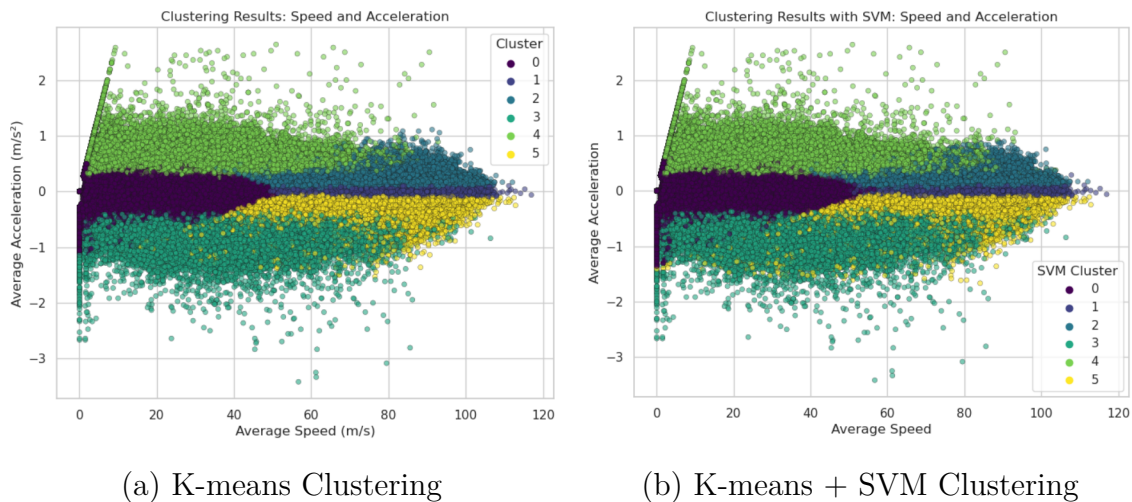 Clustering Results: Speed and Acceleration
Average Acceleration (m/s²)
2
1
0
−1
−2
−3
Cluster
0
1
2
3
4
5
0 20 40 60 80 100 120
Average Speed (m/s)
(a) K-means Clustering
Clustering Results with SVM: Speed and Acceleration
Average Acceleration
2
1
0
−1
−2
−3
SVM Cluster
0
1
2
3
4
5
0 20 40 60 80 100 120
Average Speed
(b) K-means + SVM Clustering